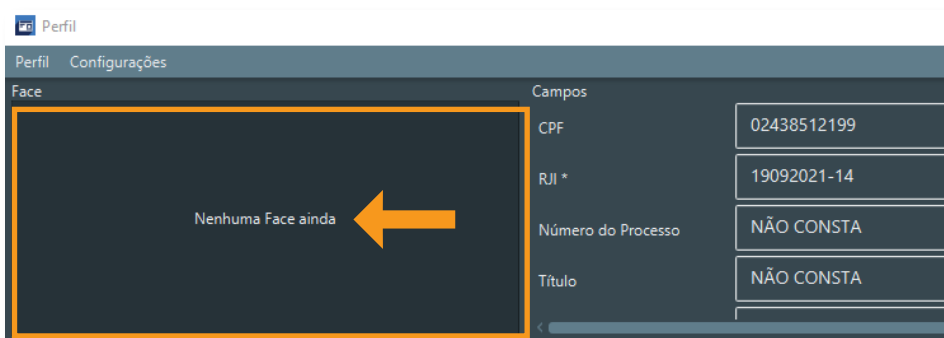 Perfil
Perfil Configurações
Face
Nenhuma Face ainda
Campos
CPF 02438512199
RJI * 19092021-14
Número do Processo NÃO CONSTA
Título NÃO CONSTA